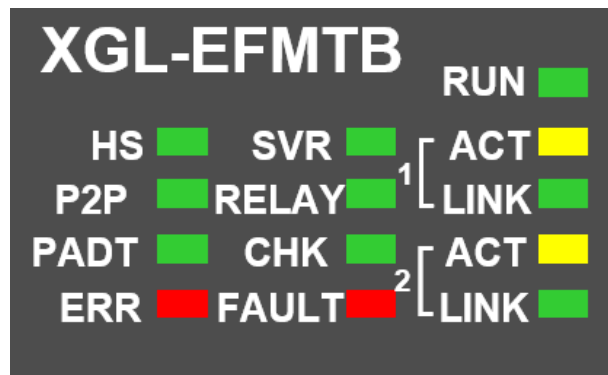 XGL-EFMTB
RUN
HS SVR ACT
P2P RELAY 1 LINK
PADT CHK ACT
ERR FAULT 2 LINK